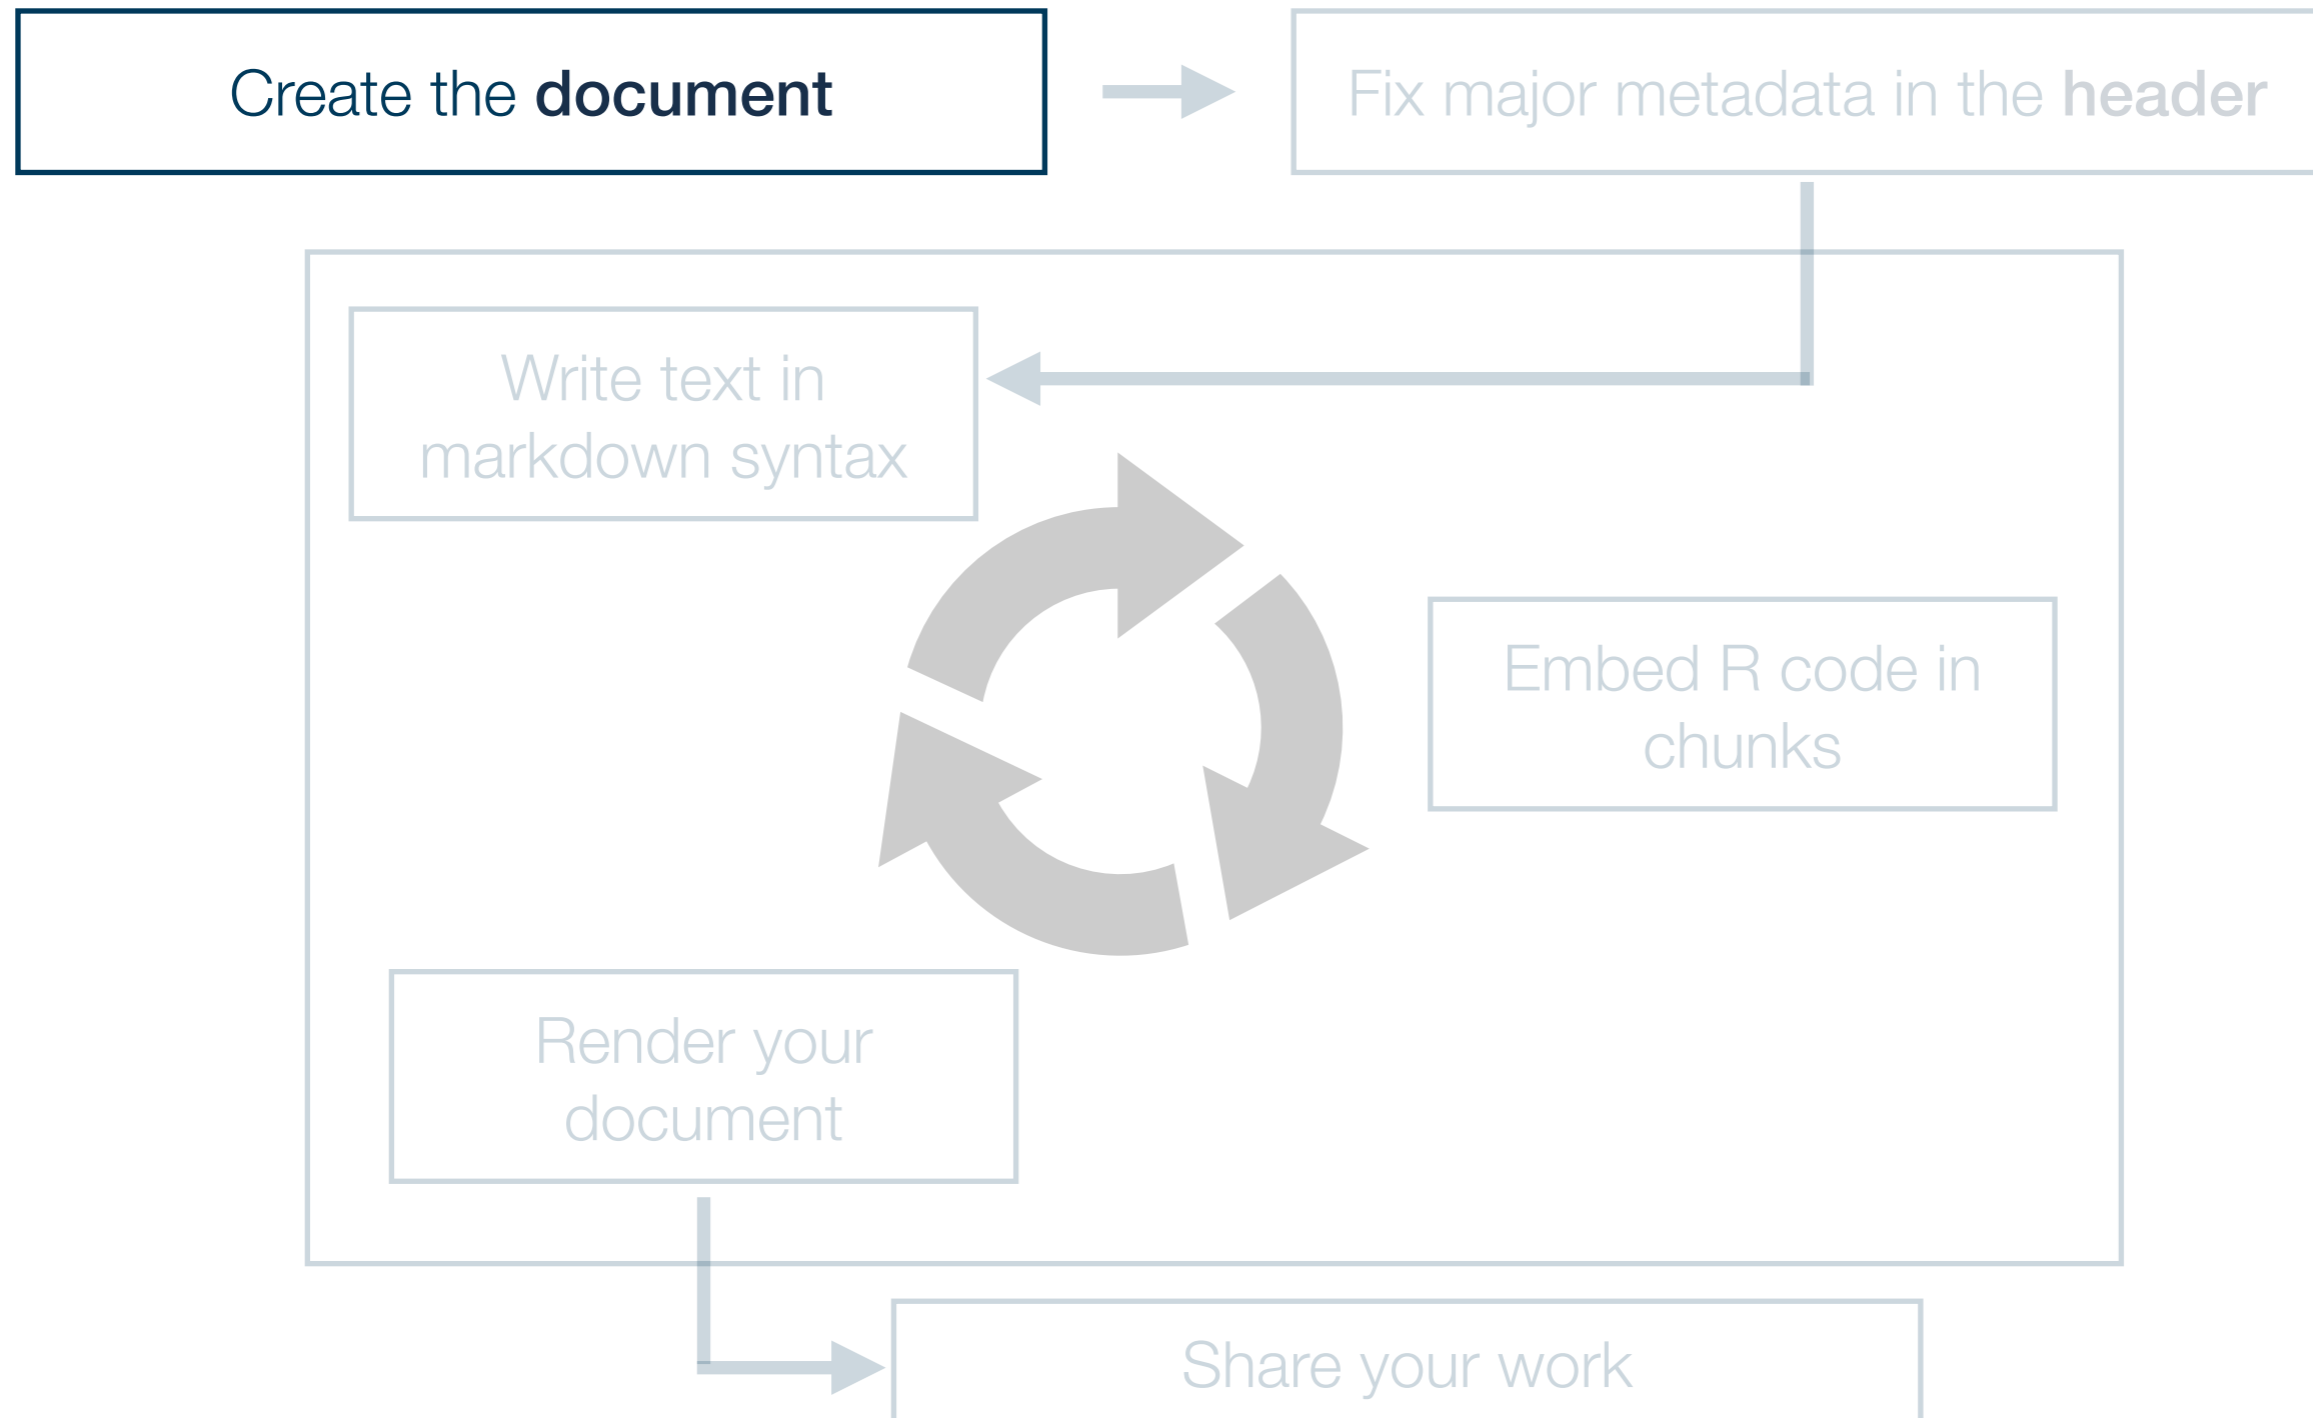 Create the document
Fix major metadata in the header
Write text in
markdown syntax
Embed R code in
chunks
Render your
document
Share your work